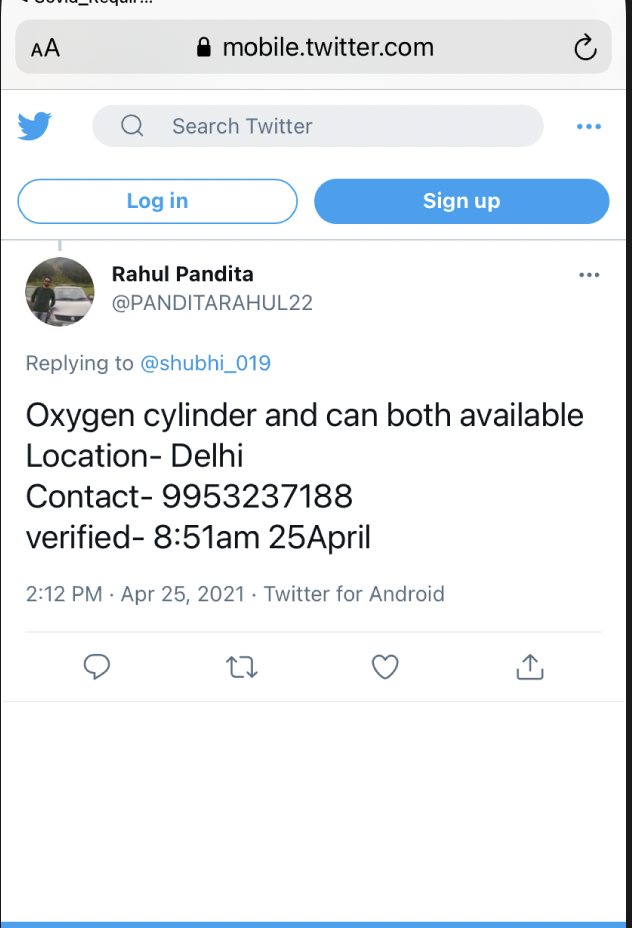 AA mobile.twitter.com
Search Twitter
Log in Sign up
Rahul Pandita
@PANDITARAHUL22
Replying to @shubhi_019
Oxygen cylinder and can both available
Location- Delhi
Contact- 9953237188
verified- 8:51am 25April
2:12 PM · Apr 25, 2021 · Twitter for Android